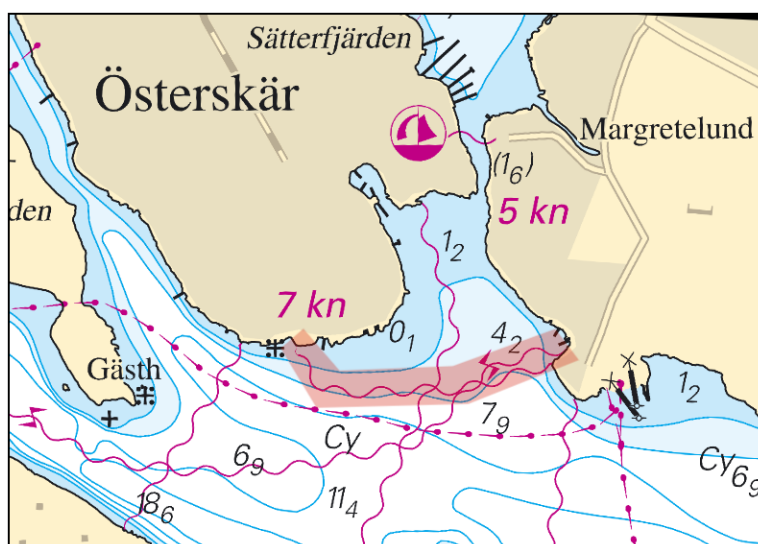 Sätterfjärden
Österskär
Margretelund
(1₆)
den
5 kn
1₂
7 kn
0₁
4₂
Gästh
1₂
7₉
Cy
6₉
Cy6₉
18₆
11₄